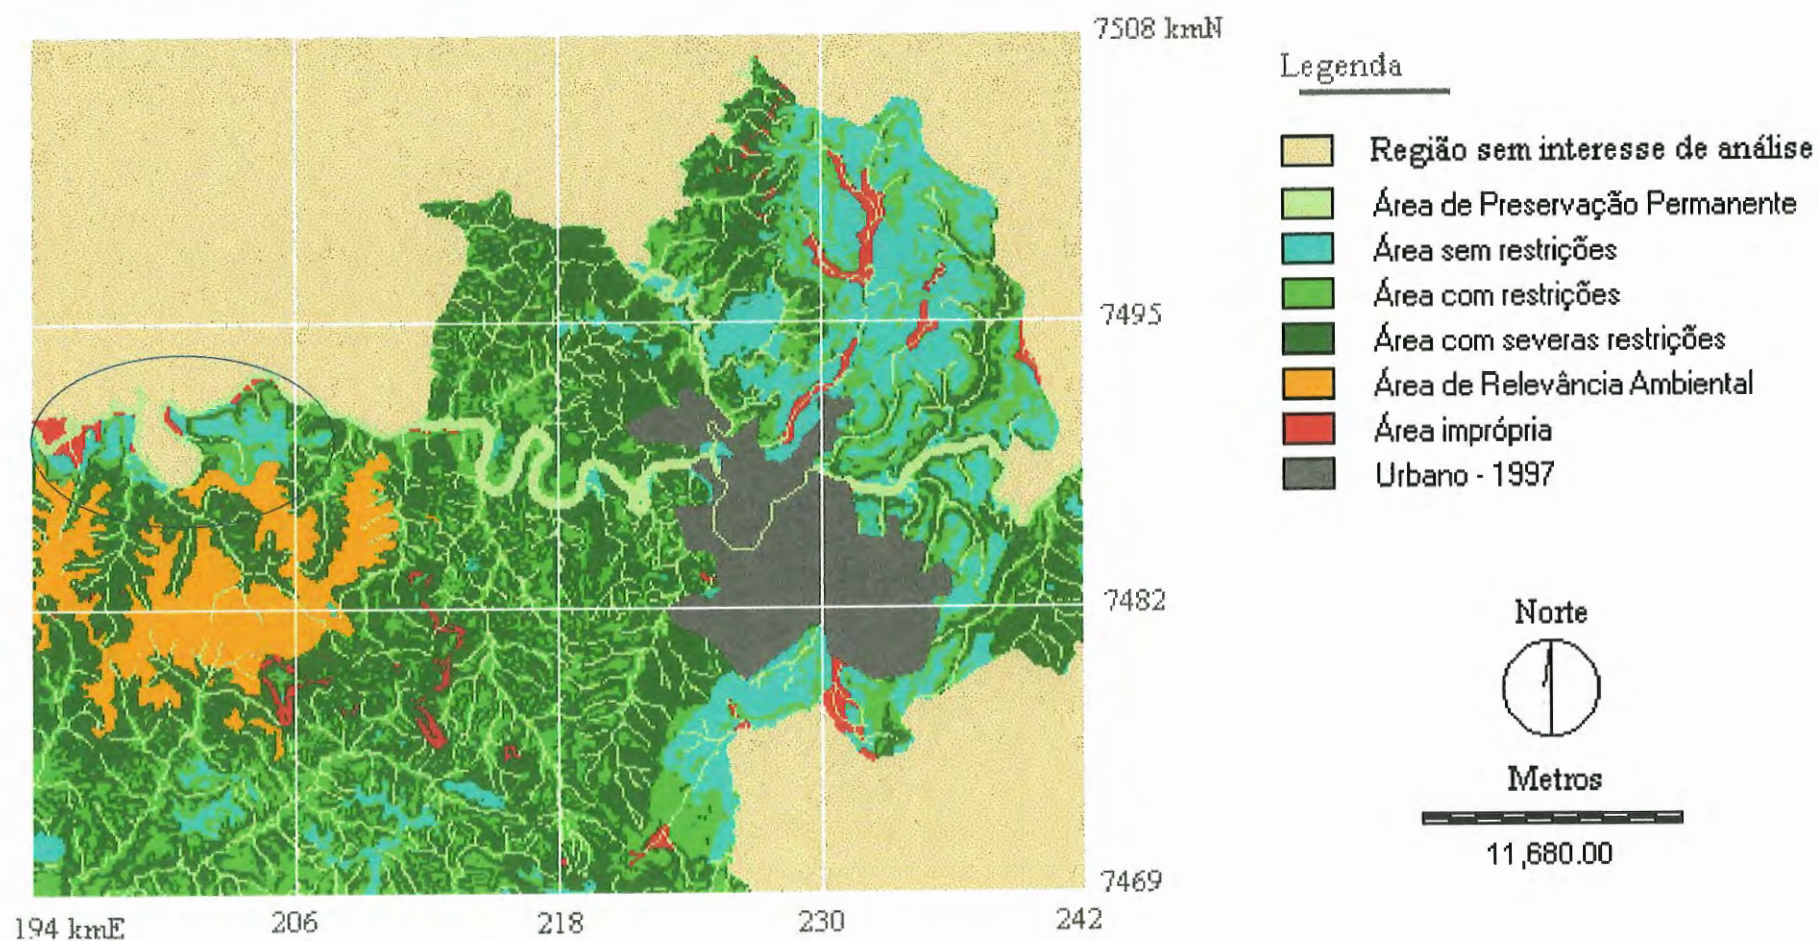 7508 kmN
7495
7482
7469
194 kmE
206
218
230
242
Legenda
Região sem interesse de análise
Área de Preservação Permanente
Área sem restrições
Área com restrições
Área com severas restrições
Área de Relevância Ambiental
Área imprópria
Urbano - 1997
Norte
Metros
11,680.00